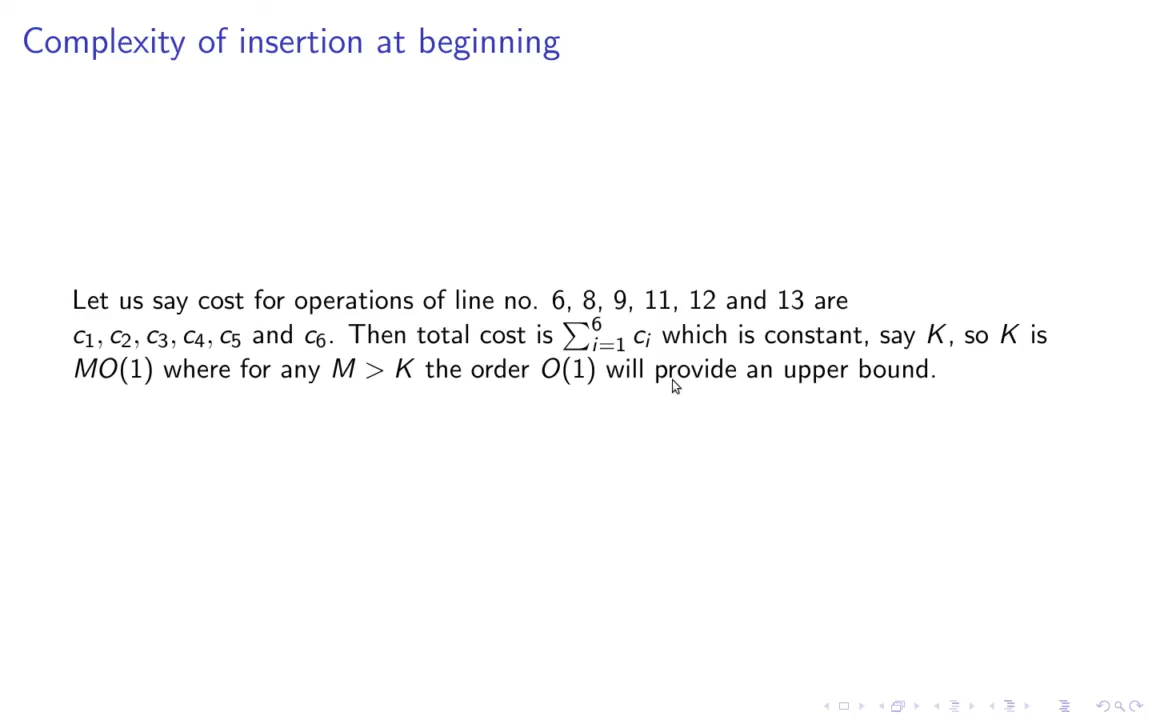 Complexity of insertion at beginning
Let us say cost for operations of line no. 6, 8, 9, 11, 12 and 13 are
c₁, c₂, c₃, c₄, c₅ and c₆. Then total cost is ∑⁶ᵢ₌₁ cᵢ which is constant, say K, so K is
MO(1) where for any M > K the order O(1) will provide an upper bound.